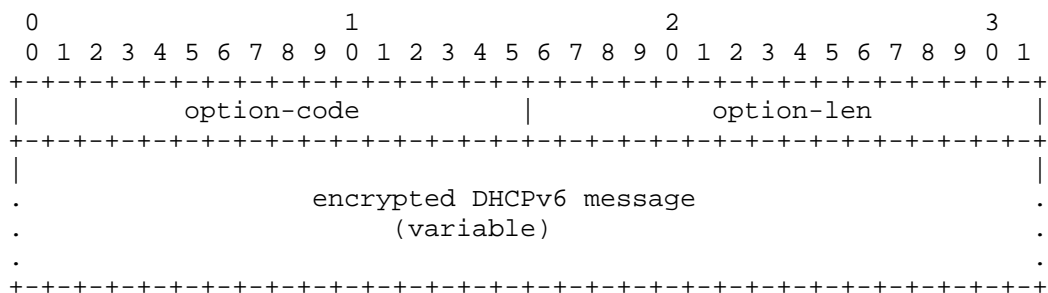 0                   1                   2                   3
 0 1 2 3 4 5 6 7 8 9 0 1 2 3 4 5 6 7 8 9 0 1 2 3 4 5 6 7 8 9 0 1
+-+-+-+-+-+-+-+-+-+-+-+-+-+-+-+-+-+-+-+-+-+-+-+-+-+-+-+-+-+-+-+-+
|          option-code          |           option-len          |
+-+-+-+-+-+-+-+-+-+-+-+-+-+-+-+-+-+-+-+-+-+-+-+-+-+-+-+-+-+-+-+-+
|                                                               |
.                  encrypted DHCPv6 message                     .
.                       (variable)                              .
.                                                               .
+-+-+-+-+-+-+-+-+-+-+-+-+-+-+-+-+-+-+-+-+-+-+-+-+-+-+-+-+-+-+-+-+